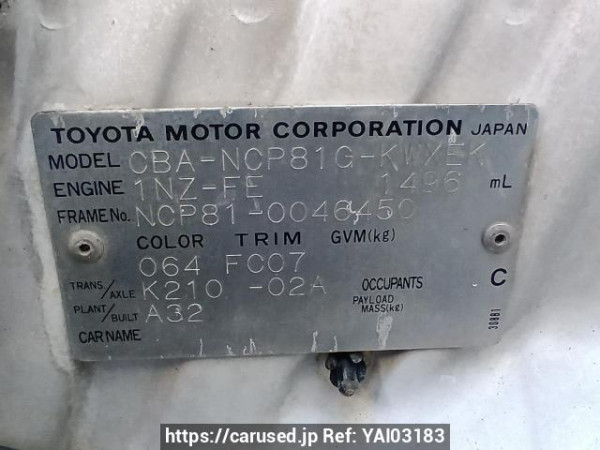 TOYOTA MOTOR CORPORATION JAPAN
MODEL CBA-NCP81G-KWXEK
ENGINE 1NZ-FE 1496 mL
FRAME No. NCP81-0046450
COLOR TRIM GVM(kg)
064 FC07
TRANS/AXLE K210 -02A OCCUPANTS C
PLANT/BUILT A32 PAYLOAD MASS(kg)
CAR NAME
308B1
https://carused.jp Ref: YAI03183